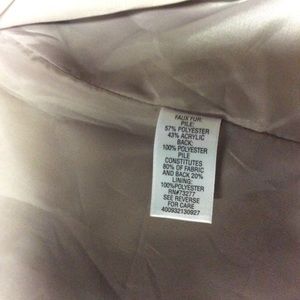 FAUX FUR:
PILE:
57% POLYESTER
43% ACRYLIC
BACK:
100% POLYESTER
PILE
CONSTITUTES
80% OF FABRIC
AND BACK 20%
LINING:
100%POLYESTER
RN#73277
SEE REVERSE
FOR CARE
400932130927